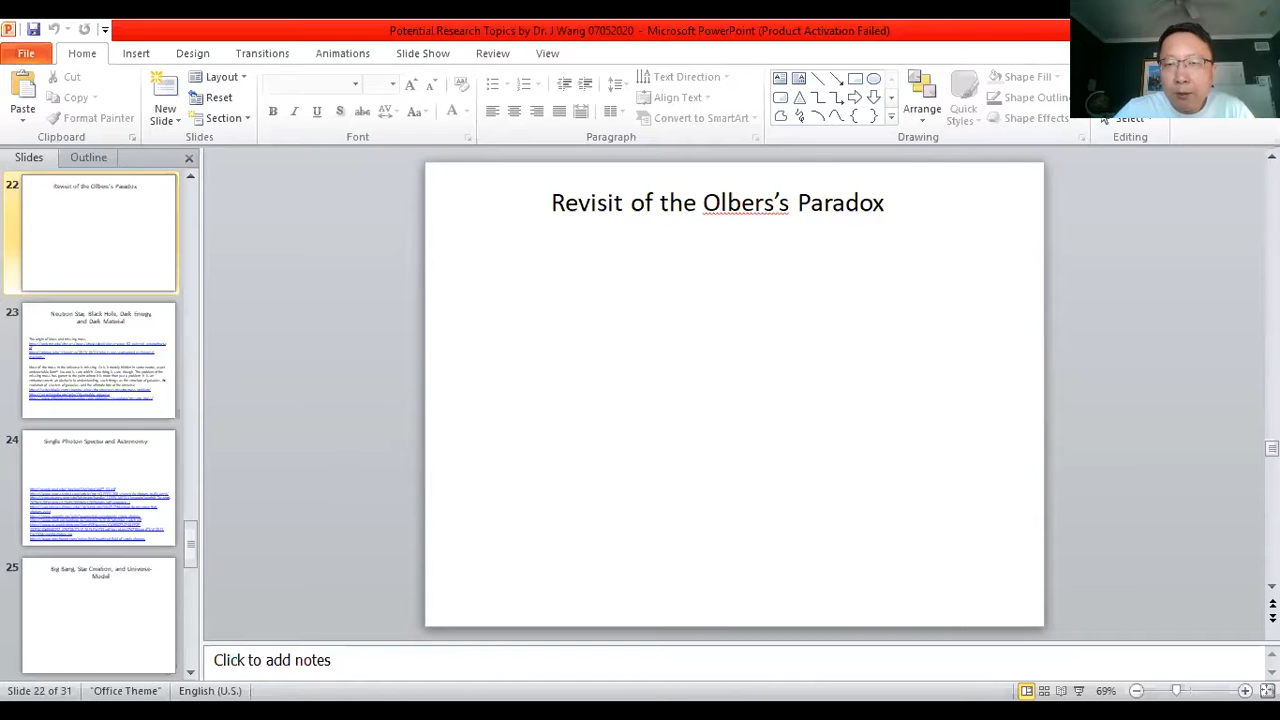 Potential Research Topics by Dr. J Wang 07052020 - Microsoft PowerPoint (Product Activation Failed)
File Home Insert Design Transitions Animations Slide Show Review View
Paste
Cut
Copy
Format Painter
Clipboard
New Slide
Layout
Reset
Section
Slides
Font
Text Direction
Align Text
Convert to SmartArt
Paragraph
Arrange
Quick Styles
Shape Fill
Shape Outline
Shape Effects
Drawing
Select
Editing
Slides Outline
22
Revisit of the Olbers's Paradox
23
Neutron Star, Black Hole, Dark Energy,
and Dark Material
24
Single Photon Spectra and Astronomy
25
Big Bang, Star Creation, and Universe
Model
Revisit of the Olbers’s Paradox
Click to add notes
Slide 22 of 31 "Office Theme" English (U.S.) 69%